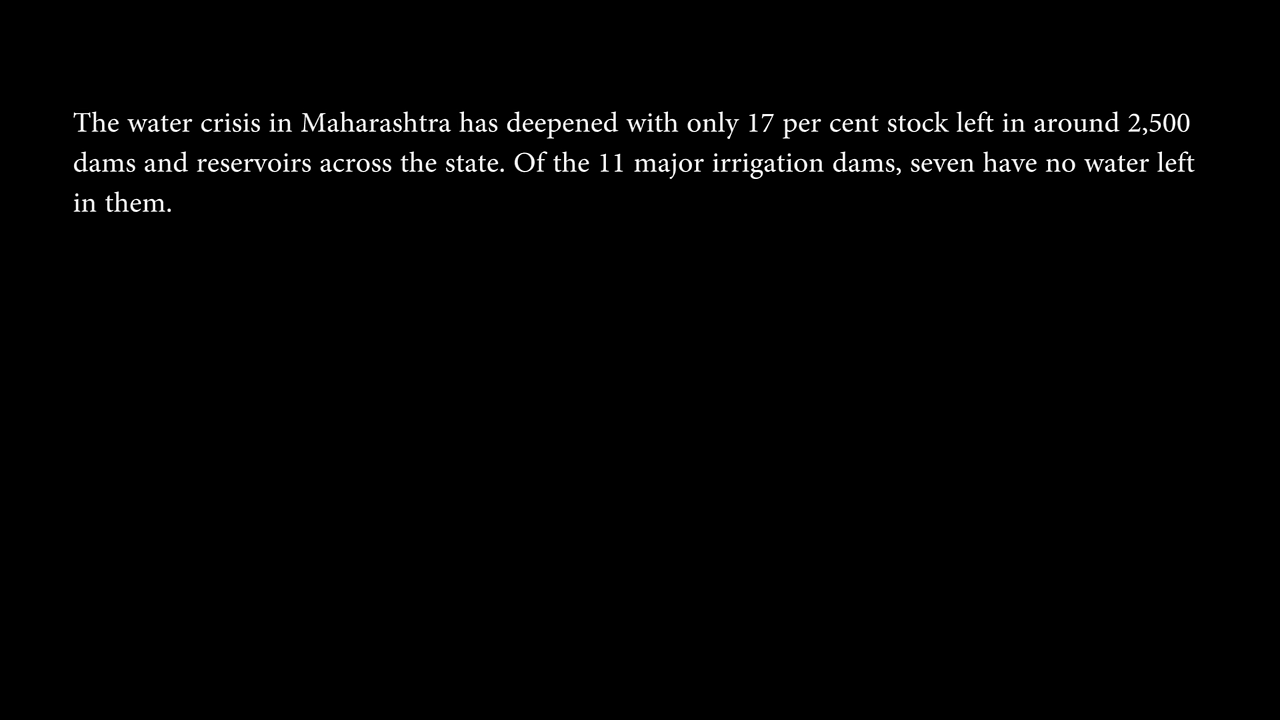 The water crisis in Maharashtra has deepened with only 17 per cent stock left in around 2,500
dams and reservoirs across the state. Of the 11 major irrigation dams, seven have no water left
in them.